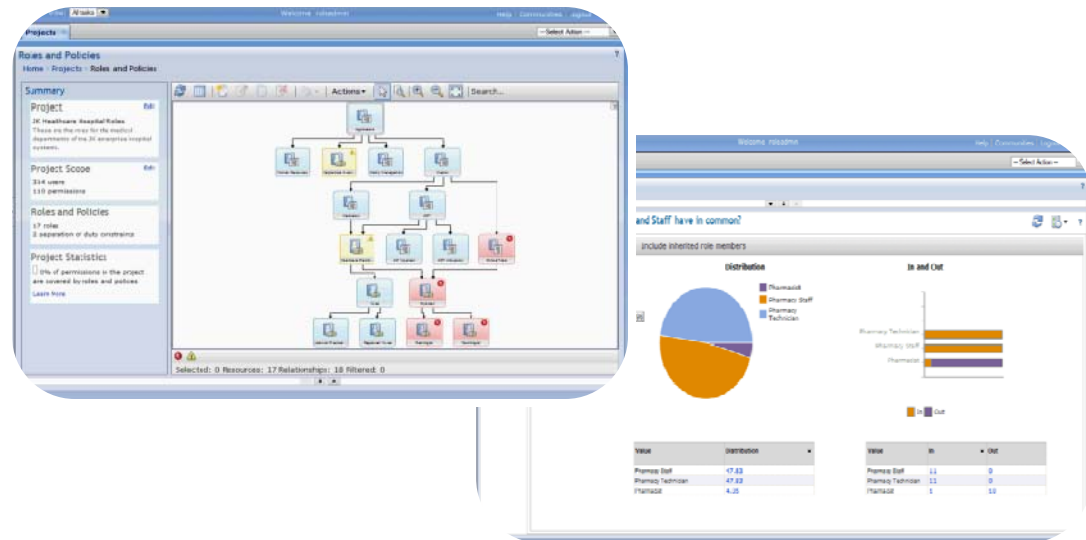 All tasks
Welcome, roleadmin
Help Communities Logout
Projects
-- Select Action --
Roles and Policies
?
Home Projects Roles and Policies
Summary
Project
Edit
JK Healthcare Hospital Roles
These are the roles for the medical
departments of the JK enterprise hospital
systems.
Project Scope
Edit
314 users
110 permissions
Roles and Policies
17 roles
2 separation of duty constraints
Project Statistics
0% of permissions in the project
are covered by roles and policies
Learn More
Actions
Search...
Selected: 0 Resources: 17 Relationships: 18 Filtered: 0
Welcome, roleadmin
Help Communities
-- Select Action --
?
and Staff have in common?
?
Include inherited role members
Distribution
In and Out
Pharmacist
Pharmacy Staff
Pharmacy
Technician
Pharmacy Technician
Pharmacy Staff
Pharmacist
In Out
Value Distribution
Value In Out
Pharmacy Staff 47.83
Pharmacy Staff 11 0
Pharmacy Technician 47.83
Pharmacy Technician 11 0
Pharmacist 4.35
Pharmacist 1 10